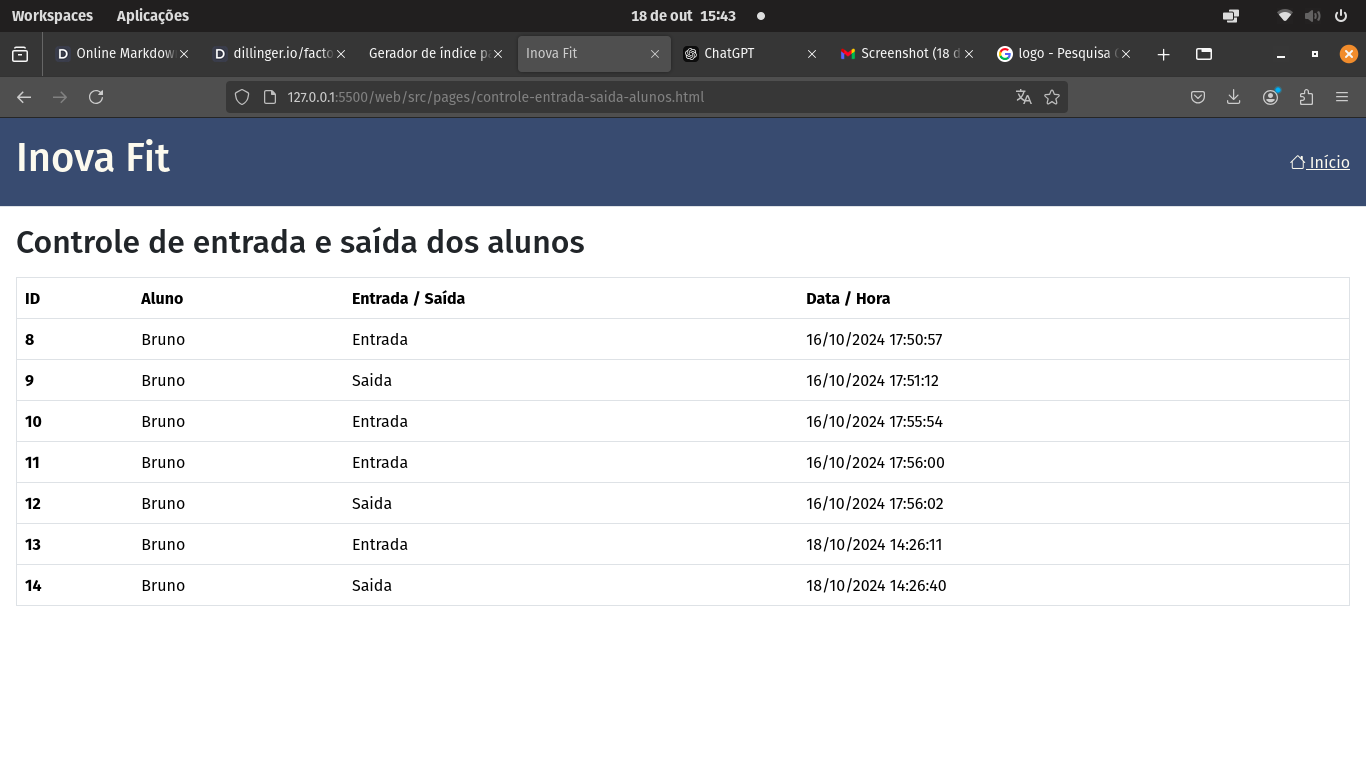 Workspaces Aplicações 18 de out 15:43
Online Markdow dillinger.io/facto Gerador de índice pa Inova Fit ChatGPT Screenshot (18 d logo - Pesquisa G
127.0.0.1:5500/web/src/pages/controle-entrada-saida-alunos.html
Inova Fit
Início
Controle de entrada e saída dos alunos
ID Aluno Entrada / Saída Data / Hora
8 Bruno Entrada 16/10/2024 17:50:57
9 Bruno Saida 16/10/2024 17:51:12
10 Bruno Entrada 16/10/2024 17:55:54
11 Bruno Entrada 16/10/2024 17:56:00
12 Bruno Saida 16/10/2024 17:56:02
13 Bruno Entrada 18/10/2024 14:26:11
14 Bruno Saida 18/10/2024 14:26:40